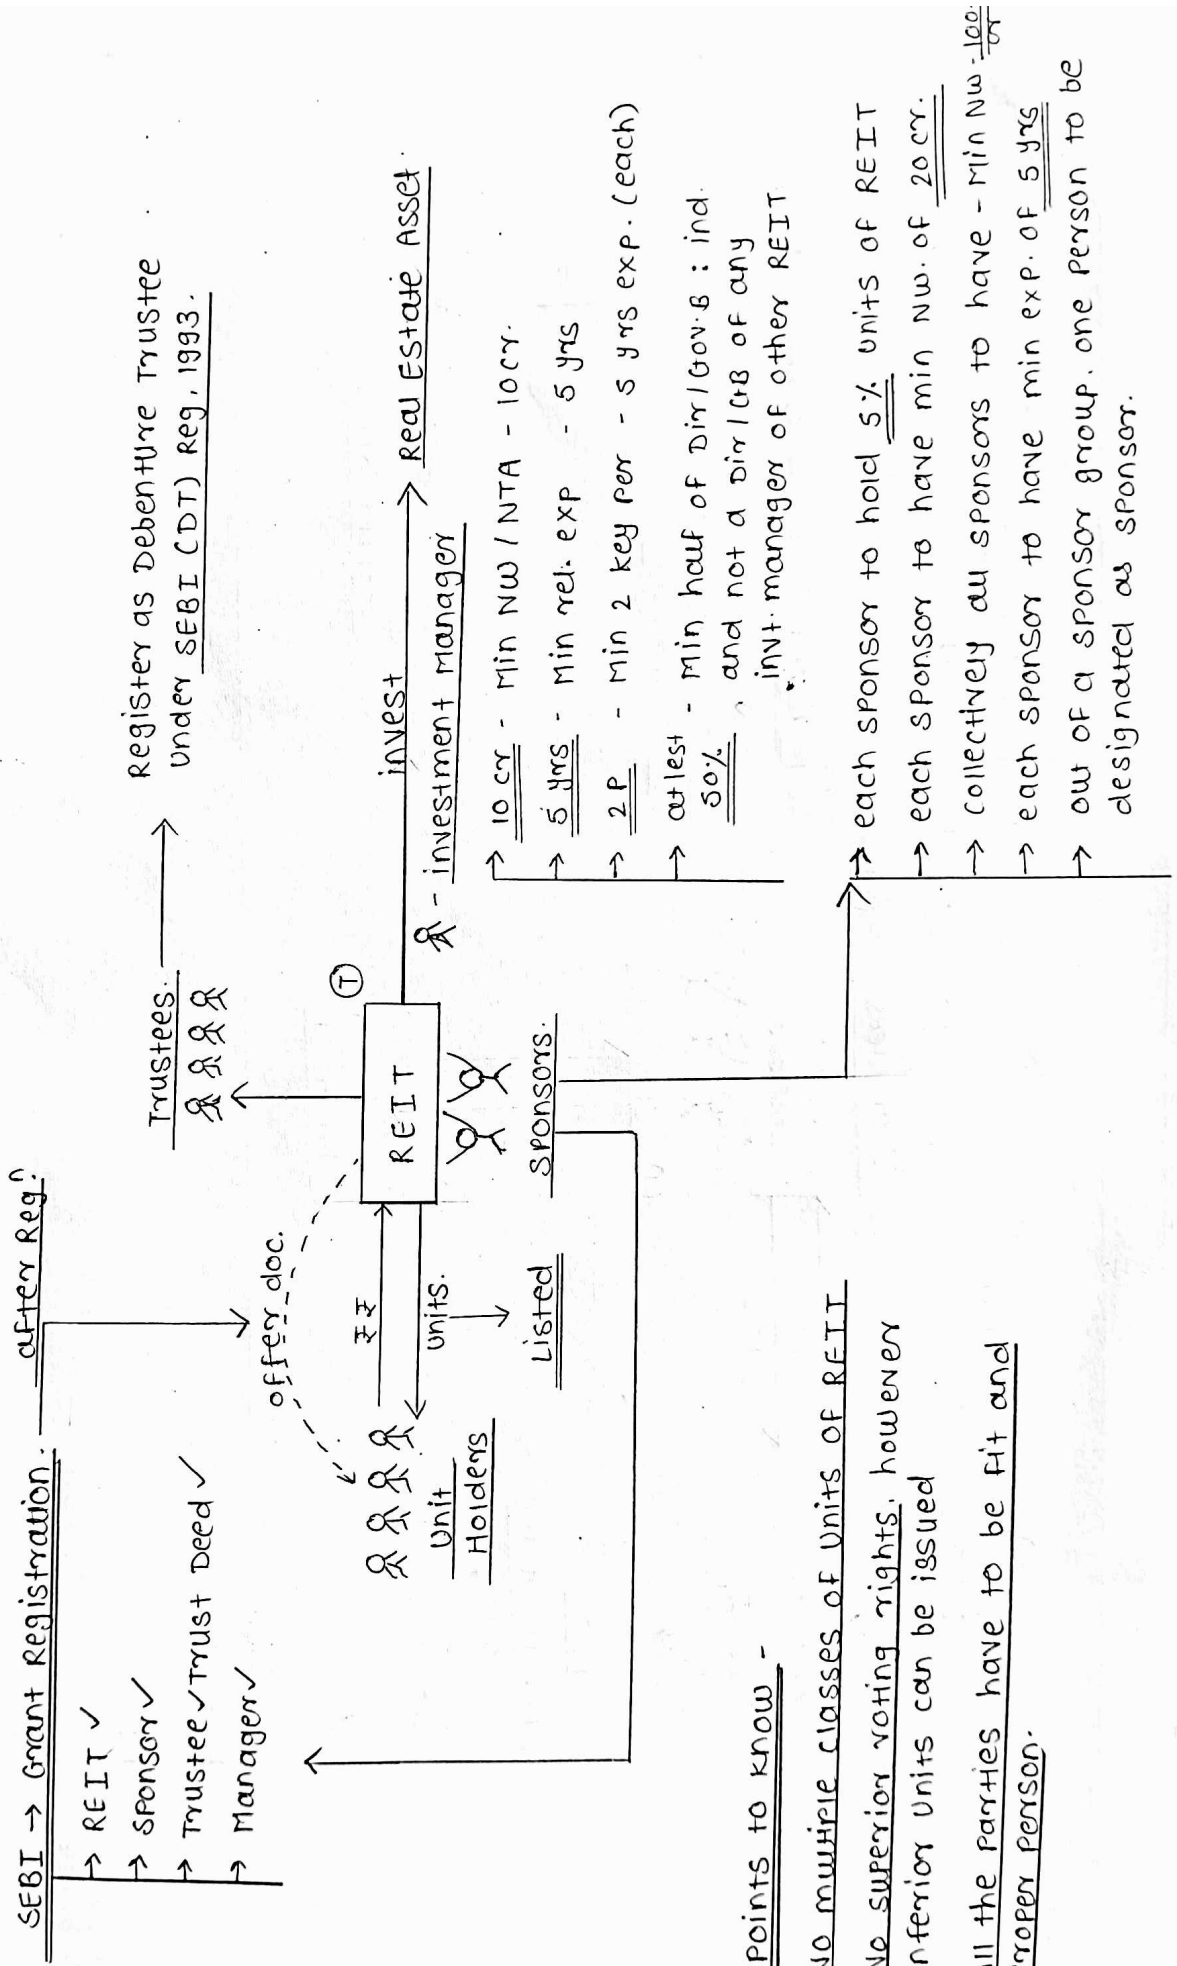 SEBI → Grant Registration.
after Regⁿ
→ REIT ✓
→ Sponsor ✓
→ Trustee ✓ Trust Deed ✓
→ Manager ✓
Trustees.
Register as Debenture Trustee
under SEBI (DT) Reg, 1993.
offer doc.
₹ ₹
units.
Listed
Unit
Holders
REIT
T
invest
Real Estate Asset.
- investment manager
→ 10 cr - Min NW / NTA - 10 cr.
→ 5 yrs - Min rel. exp - 5 yrs
→ 2 P - Min 2 key per - 5 yrs exp. (each)
→ at lest - Min half of Dir / Gov. B : ind.
50% and not a Dir / GB of any
invt. manager of other REIT
Sponsors.
→ each sponsor to hold 5% units of REIT
→ each sponsor to have min NW. of 20 cr.
→ collectively all sponsors to have - Min NW - 100 cr
→ each sponsor to have min exp. of 5 yrs
→ out of a sponsor group. one person to be
designated as sponsor.
Points to know -
No multiple classes of units of REIT
No superior voting rights. however
nferior units can be issued
ll the parties have to be fit and
roper person.